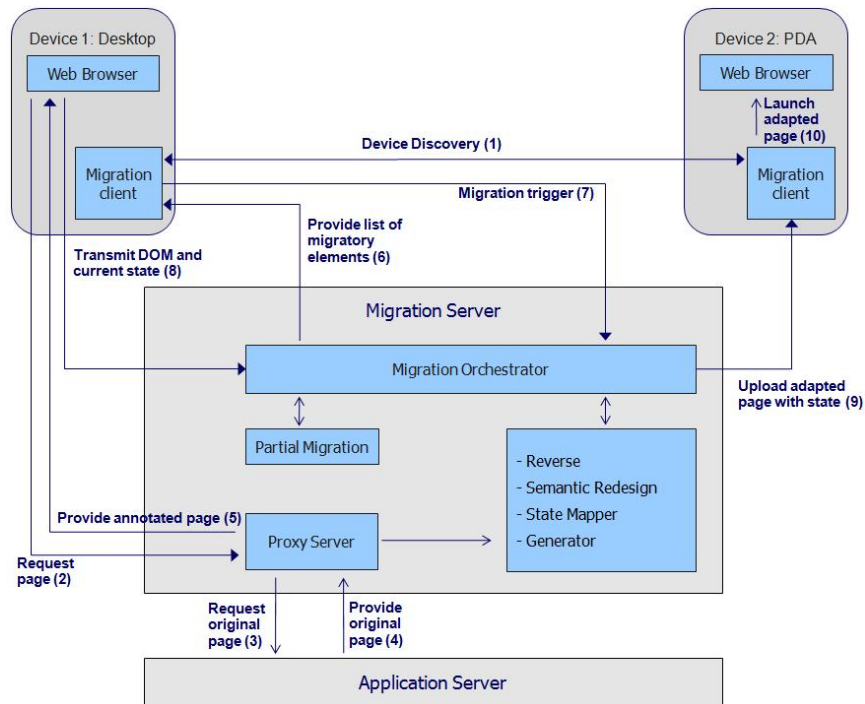 Device 1: Desktop
Web Browser
Migration
client
Device 2: PDA
Web Browser
Launch
adapted
page (10)
Migration
client
Device Discovery (1)
Migration trigger (7)
Provide list of
migratory
elements (6)
Transmit DOM and
current state (8)
Migration Server
Migration Orchestrator
Upload adapted
page with state (9)
Partial Migration
- Reverse
- Semantic Redesign
- State Mapper
- Generator
Provide annotated page (5)
Proxy Server
Request
page (2)
Request
original
page (3)
Provide
original
page (4)
Application Server